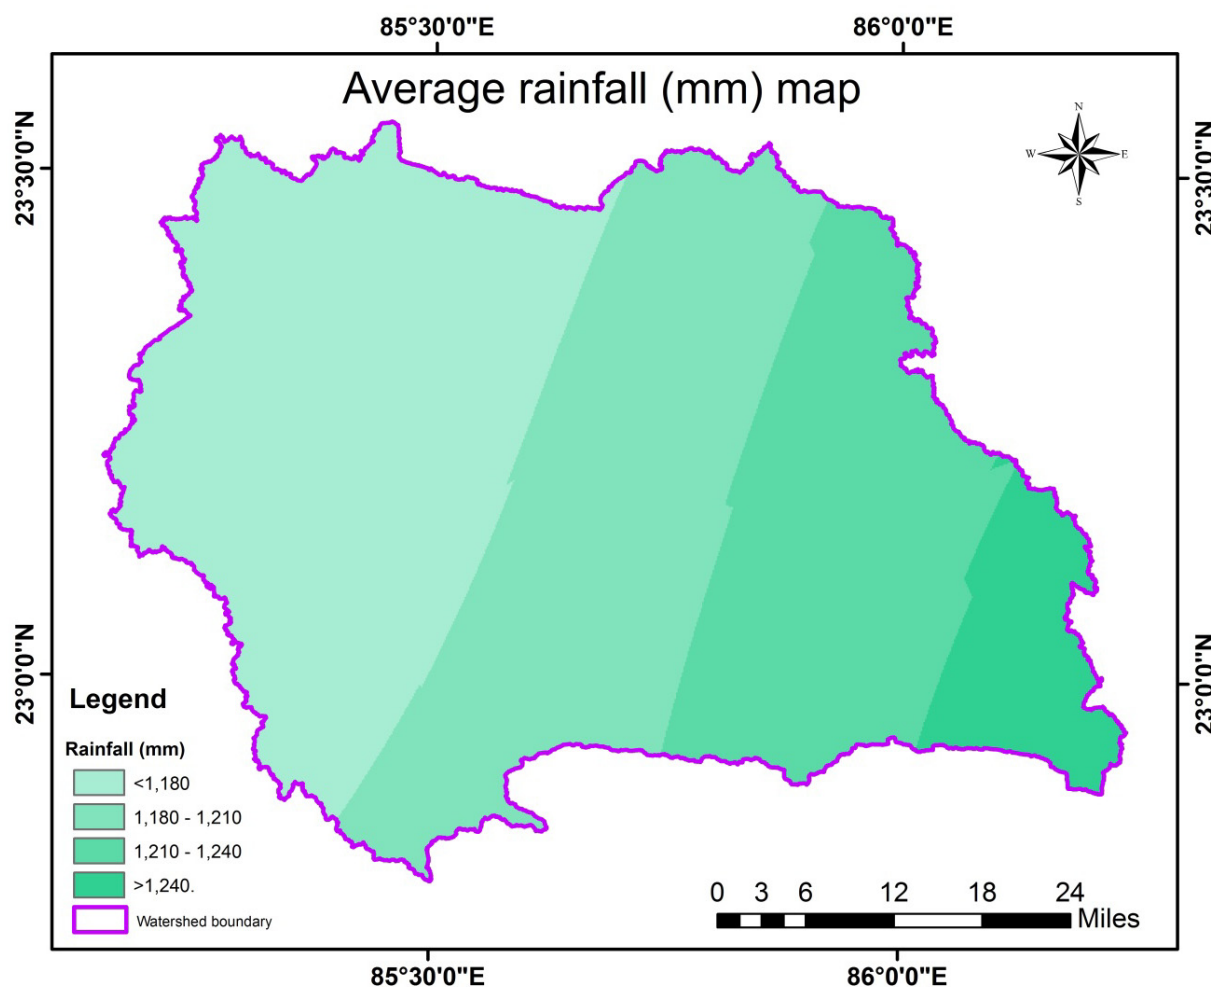 85°30'0"E 86°0'0"E
Average rainfall (mm) map
N
W E
S
23°30'0"N
23°30'0"N
23°0'0"N
23°0'0"N
Legend
Rainfall (mm)
<1,180
1,180 - 1,210
1,210 - 1,240
>1,240.
Watershed boundary
0 3 6 12 18 24
Miles
85°30'0"E 86°0'0"E